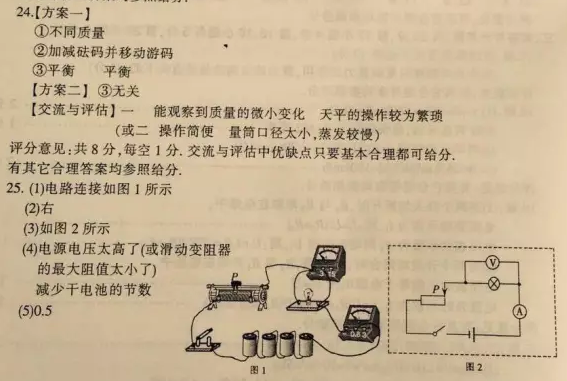 24.【方案一】
①不同质量
②加减砝码并移动游码
③平衡 平衡
【方案二】 ③无关
【交流与评估】一 能观察到质量的微小变化 天平的操作较为繁琐
(或二 操作简便 量筒口径太小,蒸发较慢)
评分意见:共 8 分,每空 1 分. 交流与评估中优缺点只要基本合理都可给分.
有其它合理答案均参照给分.
25. (1)电路连接如图 1 所示
(2)右
(3)如图 2 所示
(4)电源电压太高了(或滑动变阻器
的最大阻值太小了)
减少干电池的节数
(5)0.5
P
图 1
V
P
A
图 2